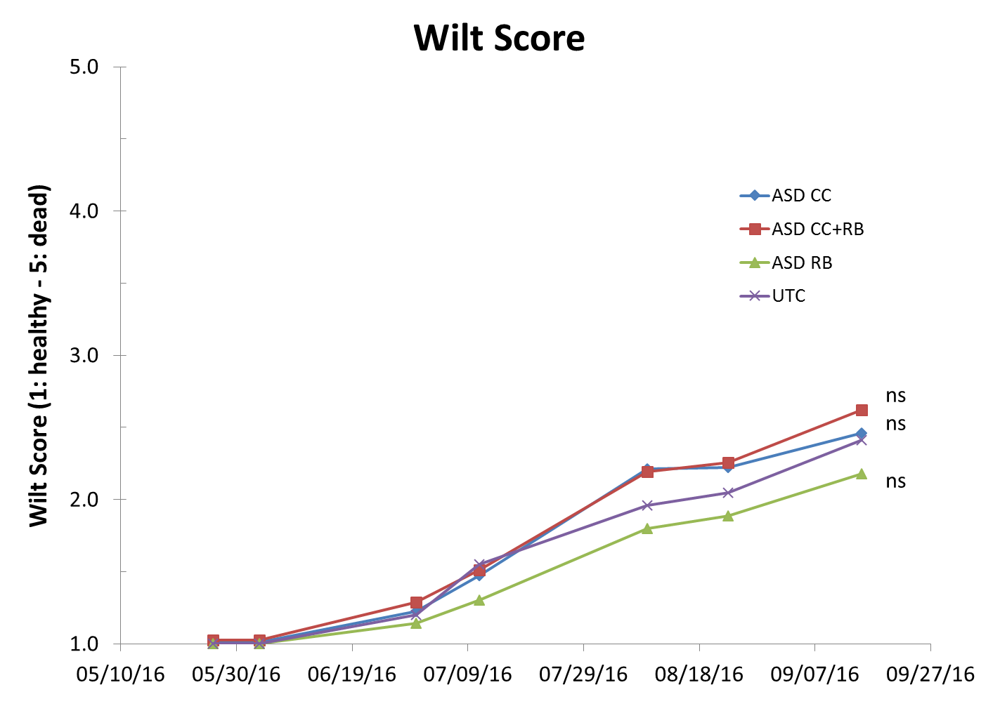 Wilt Score
Wilt Score (1: healthy - 5: dead)
5.0
4.0
3.0
2.0
1.0
ASD CC
ASD CC+RB
ASD RB
UTC
ns
ns
ns
05/10/16 05/30/16 06/19/16 07/09/16 07/29/16 08/18/16 09/07/16 09/27/16